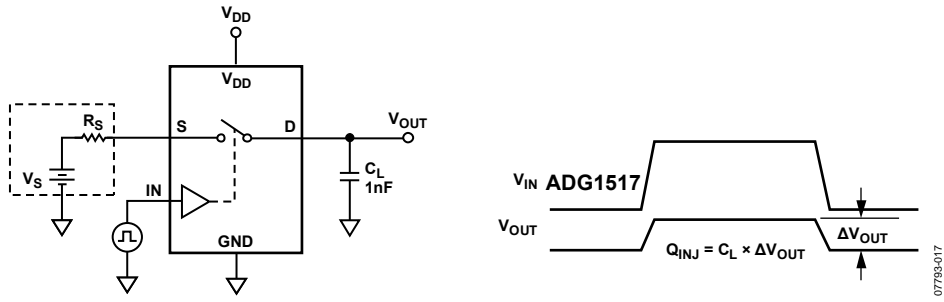 VDD
VDD
RS
S
D
VOUT
VS
IN
CL
1nF
GND
VIN ADG1517
VOUT
QINJ = CL × ΔVOUT
ΔVOUT
07793-017